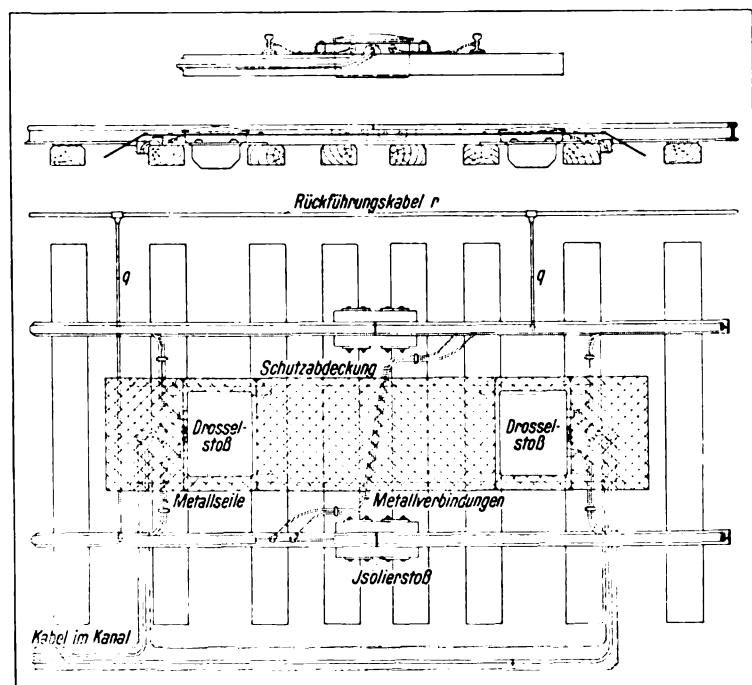 Rückführungskabel r
q
q
Schutzabdeckung
Drossel-
stoß
Drossel-
stoß
Metallseile
Metallverbindungen
Jsolierstoß
Kabel im Kanal